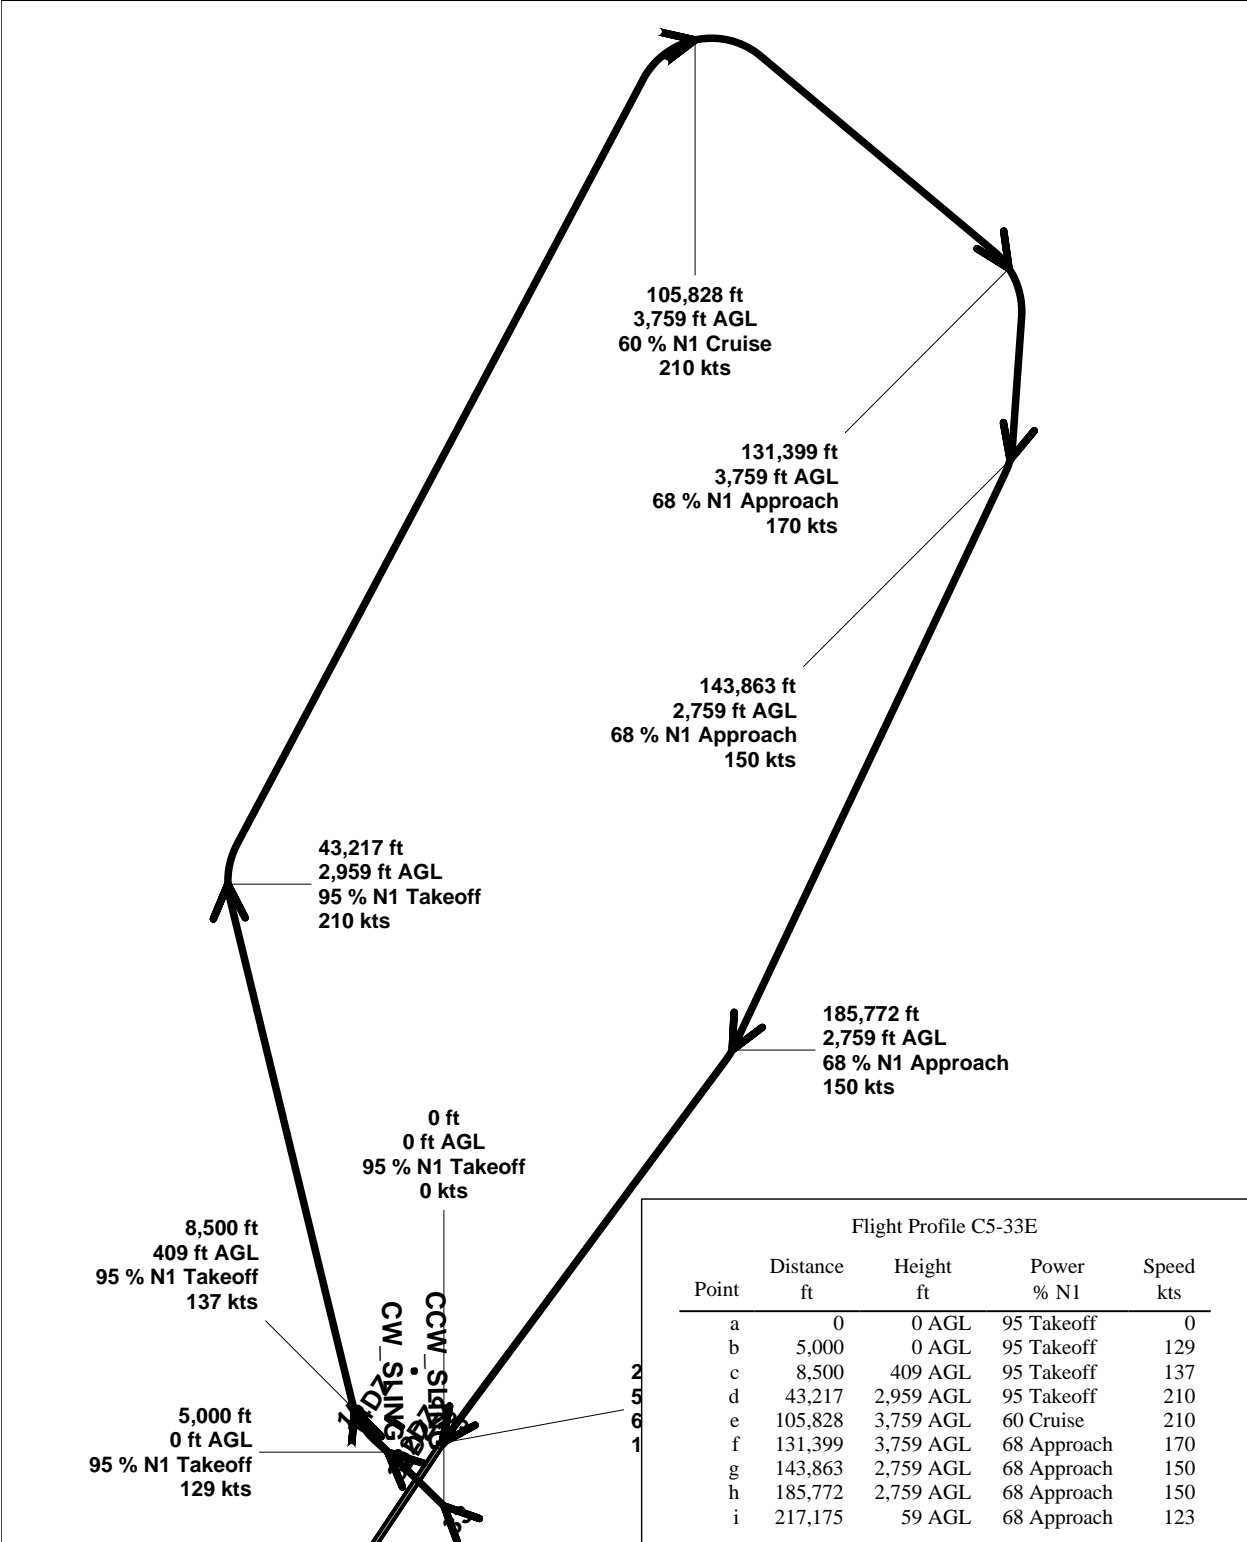 105,828 ft
3,759 ft AGL
60 % N1 Cruise
210 kts
131,399 ft
3,759 ft AGL
68 % N1 Approach
170 kts
143,863 ft
2,759 ft AGL
68 % N1 Approach
150 kts
43,217 ft
2,959 ft AGL
95 % N1 Takeoff
210 kts
185,772 ft
2,759 ft AGL
68 % N1 Approach
150 kts
0 ft
0 ft AGL
95 % N1 Takeoff
0 kts
8,500 ft
409 ft AGL
95 % N1 Takeoff
137 kts
CW_SLING
CCW_SLING
5,000 ft
0 ft AGL
95 % N1 Takeoff
129 kts
2
5
6
1
Flight Profile C5-33E
Point Distance ft Height ft Power % N1 Speed kts
a 0 0 AGL 95 Takeoff 0
b 5,000 0 AGL 95 Takeoff 129
c 8,500 409 AGL 95 Takeoff 137
d 43,217 2,959 AGL 95 Takeoff 210
e 105,828 3,759 AGL 60 Cruise 210
f 131,399 3,759 AGL 68 Approach 170
g 143,863 2,759 AGL 68 Approach 150
h 185,772 2,759 AGL 68 Approach 150
i 217,175 59 AGL 68 Approach 123